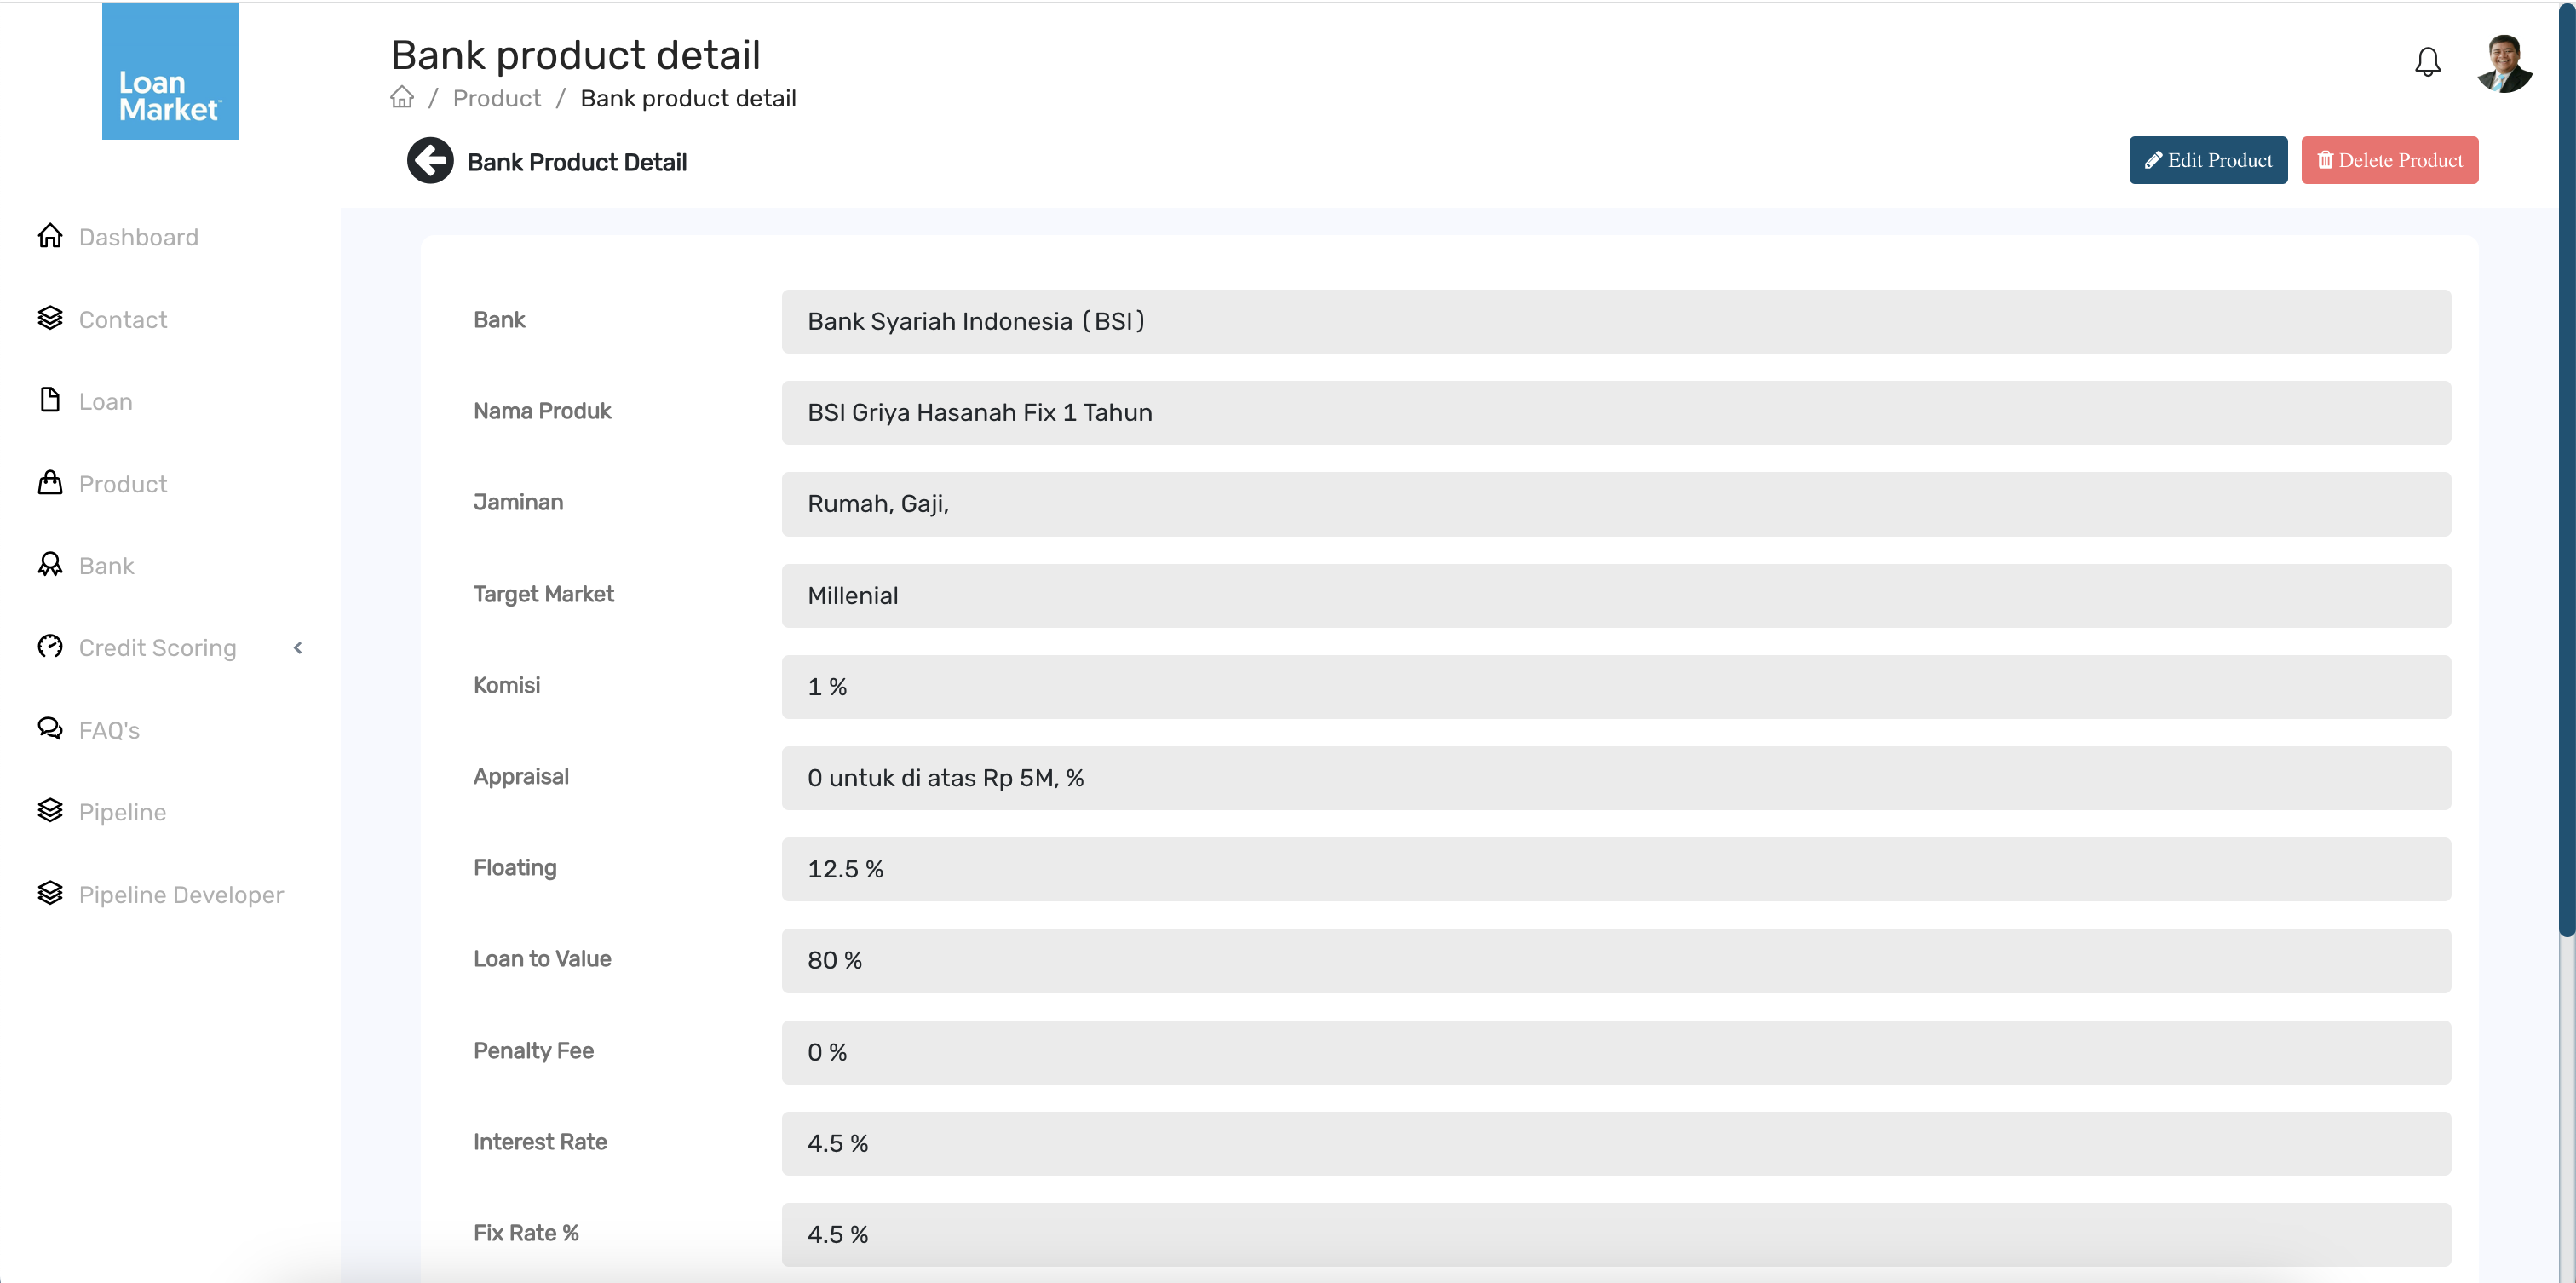 Loan
Market™
Bank product detail
/ Product / Bank product detail
Bank Product Detail
Edit Product
Delete Product
Dashboard
Contact
Loan
Product
Bank
Credit Scoring
FAQ's
Pipeline
Pipeline Developer
Bank
Bank Syariah Indonesia (BSI)
Nama Produk
BSI Griya Hasanah Fix 1 Tahun
Jaminan
Rumah, Gaji,
Target Market
Millenial
Komisi
1 %
Appraisal
0 untuk di atas Rp 5M, %
Floating
12.5 %
Loan to Value
80 %
Penalty Fee
0 %
Interest Rate
4.5 %
Fix Rate %
4.5 %